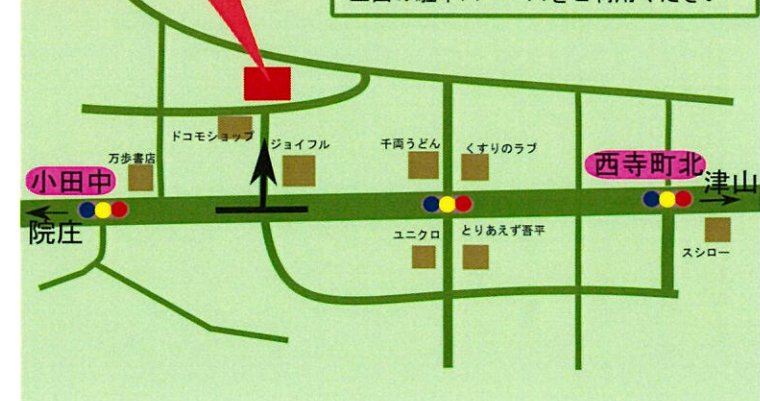 ドコモショップ
ジョイフル
千両うどん
くすりのラブ
万歩書店
小田中
西寺町北
津山
院庄
ユニクロ
とりあえず吾平
スシロー